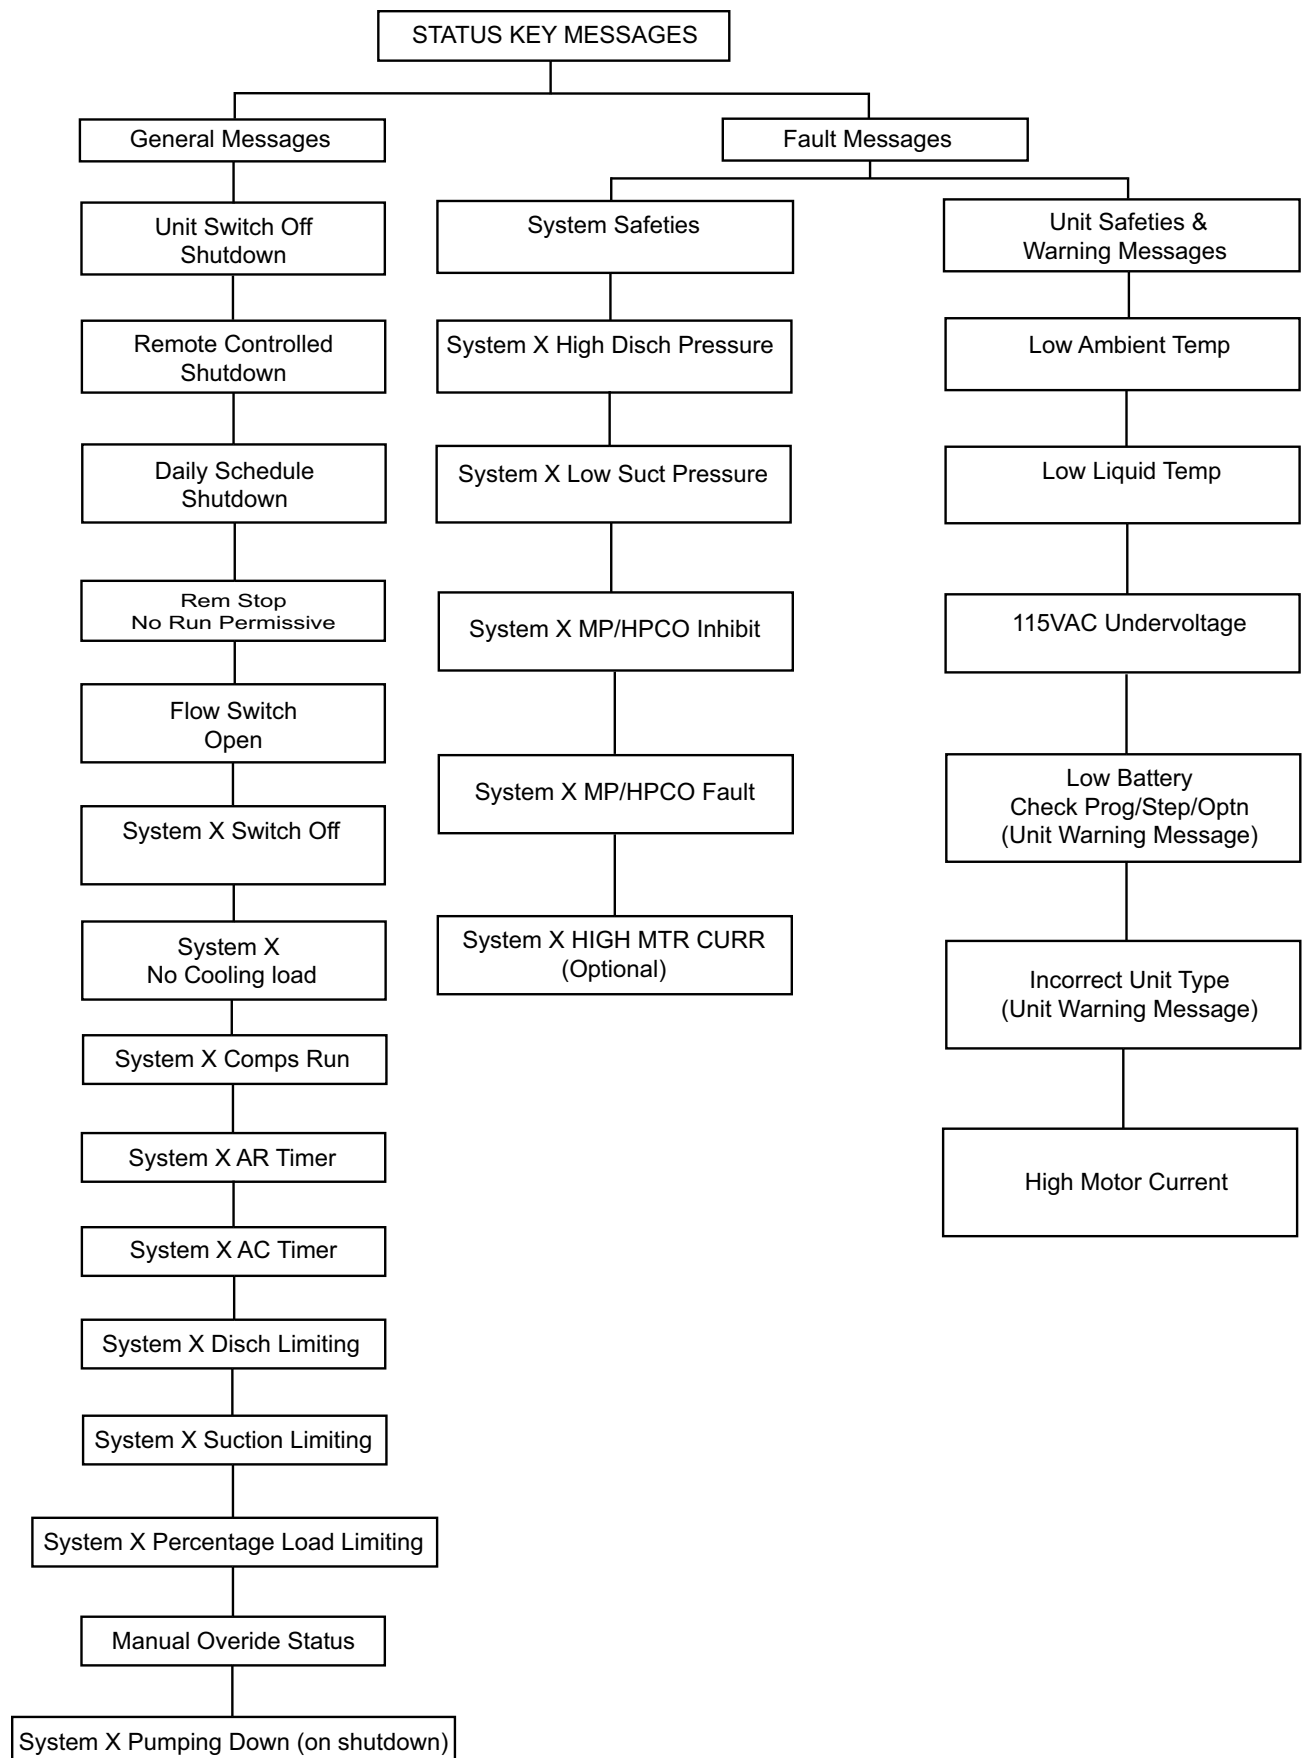 STATUS KEY MESSAGES
General Messages
Unit Switch Off
Shutdown
Remote Controlled
Shutdown
Daily Schedule
Shutdown
Rem Stop
No Run Permissive
Flow Switch
Open
System X Switch Off
System X
No Cooling load
System X Comps Run
System X AR Timer
System X AC Timer
System X Disch Limiting
System X Suction Limiting
System X Percentage Load Limiting
Manual Overide Status
System X Pumping Down (on shutdown)
Fault Messages
System Safeties
System X High Disch Pressure
System X Low Suct Pressure
System X MP/HPCO Inhibit
System X MP/HPCO Fault
System X HIGH MTR CURR
(Optional)
Unit Safeties &
Warning Messages
Low Ambient Temp
Low Liquid Temp
115VAC Undervoltage
Low Battery
Check Prog/Step/Optn
(Unit Warning Message)
Incorrect Unit Type
(Unit Warning Message)
High Motor Current